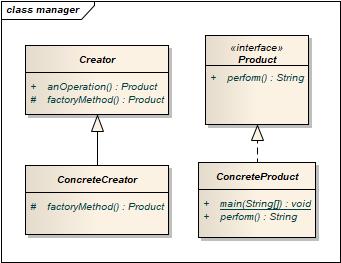 class manager
Creator
+ anOperation() : Product
# factoryMethod() : Product
«interface»
Product
+ perform() : String
ConcreteCreator
# factoryMethod() : Product
ConcreteProduct
+ main(String[]) : void
+ perform() : String